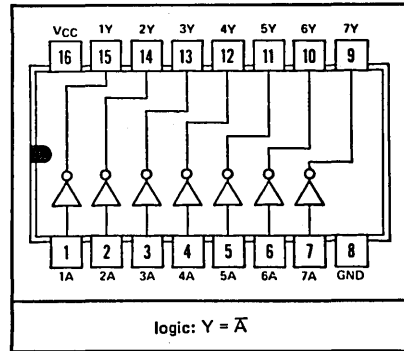 VCC 1Y 2Y 3Y 4Y 5Y 6Y 7Y
16 15 14 13 12 11 10 9
1 2 3 4 5 6 7 8
1A 2A 3A 4A 5A 6A 7A GND
logic: Y = A̅